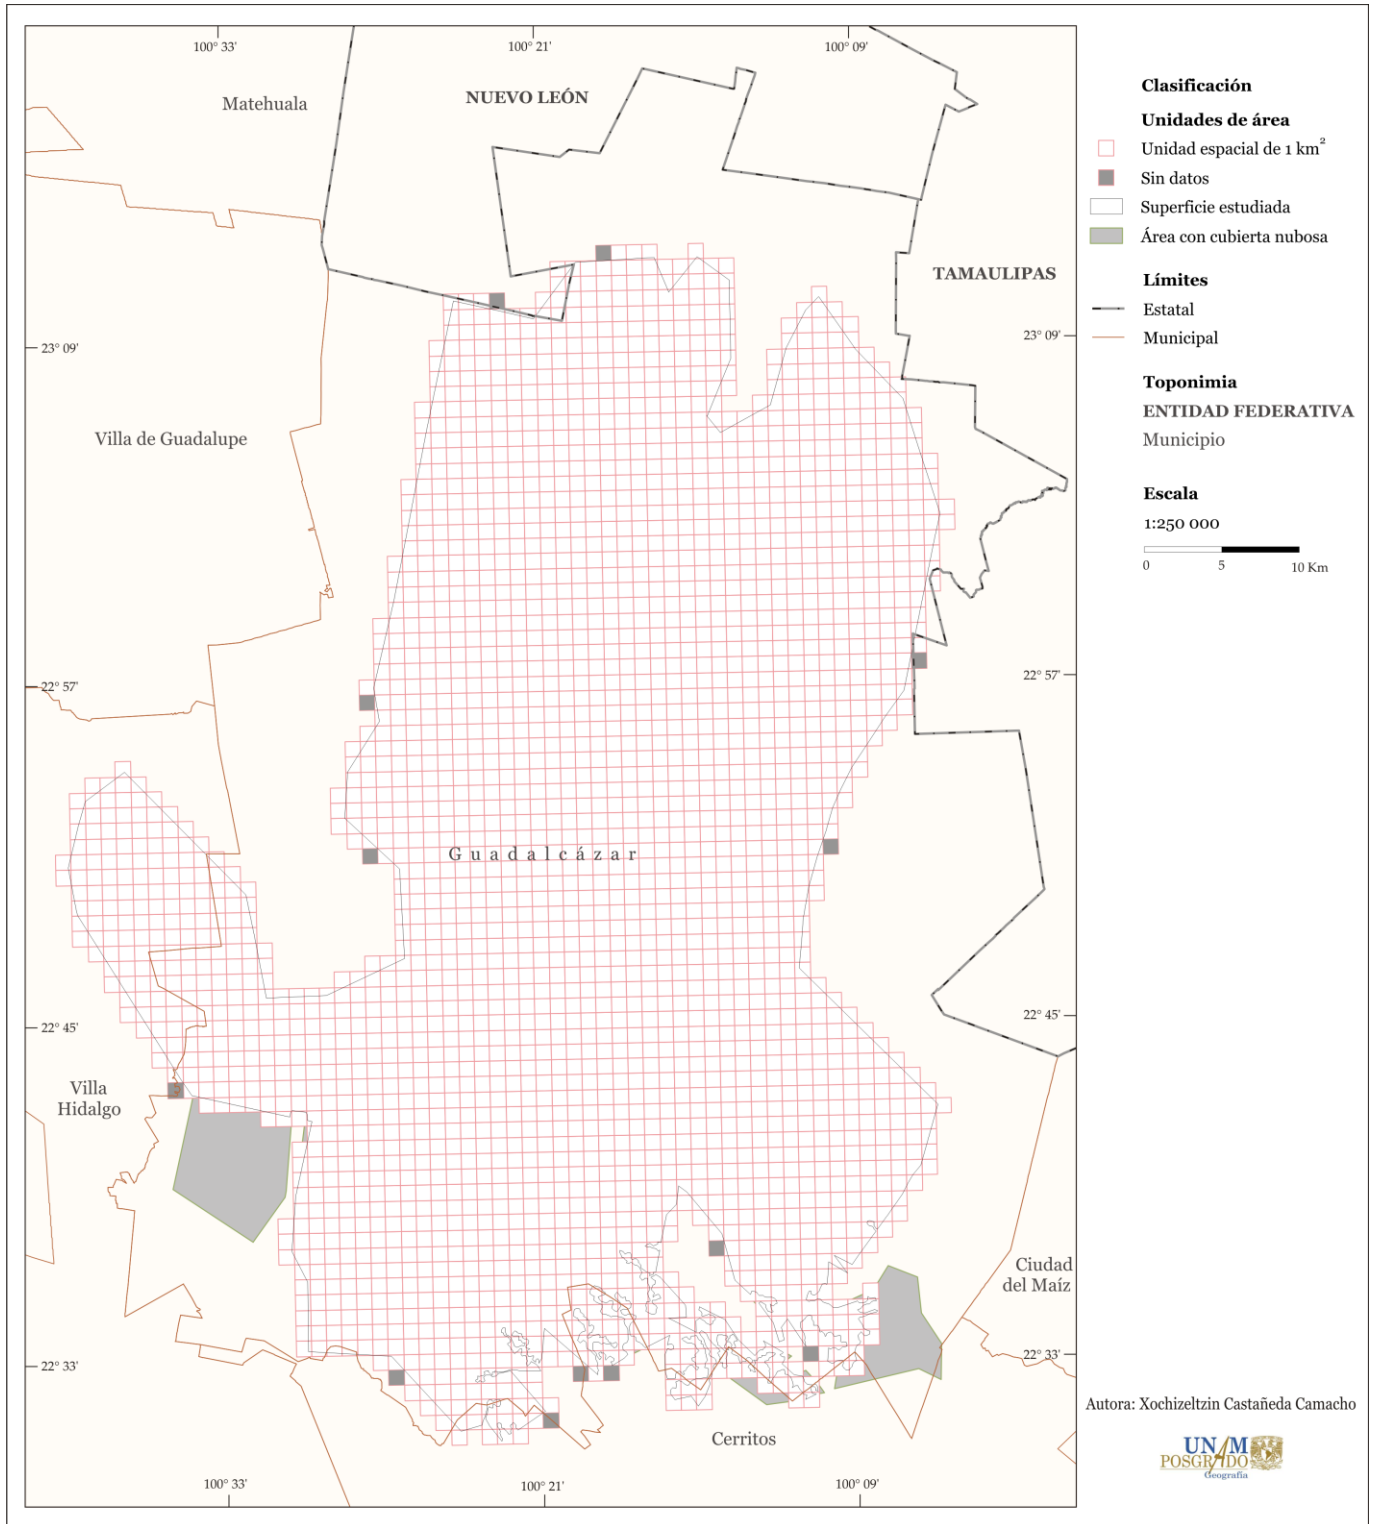 100° 33'
100° 21'
100° 09'
Matehuala
NUEVO LEÓN
TAMAULIPAS
23° 09'
23° 09'
Villa de Guadalupe
22° 57'
22° 57'
Guadalcázar
22° 45'
22° 45'
Villa
Hidalgo
Ciudad
del Maíz
22° 33'
22° 33'
Cerritos
100° 33'
100° 21'
100° 09'
Clasificación
Unidades de área
Unidad espacial de 1 km²
Sin datos
Superficie estudiada
Área con cubierta nubosa
Límites
Estatal
Municipal
Toponimia
ENTIDAD FEDERATIVA
Municipio
Escala
1:250 000
0 5 10 Km
Autora: Xochizeltzin Castañeda Camacho
UNAM
POSGRADO
Geografía